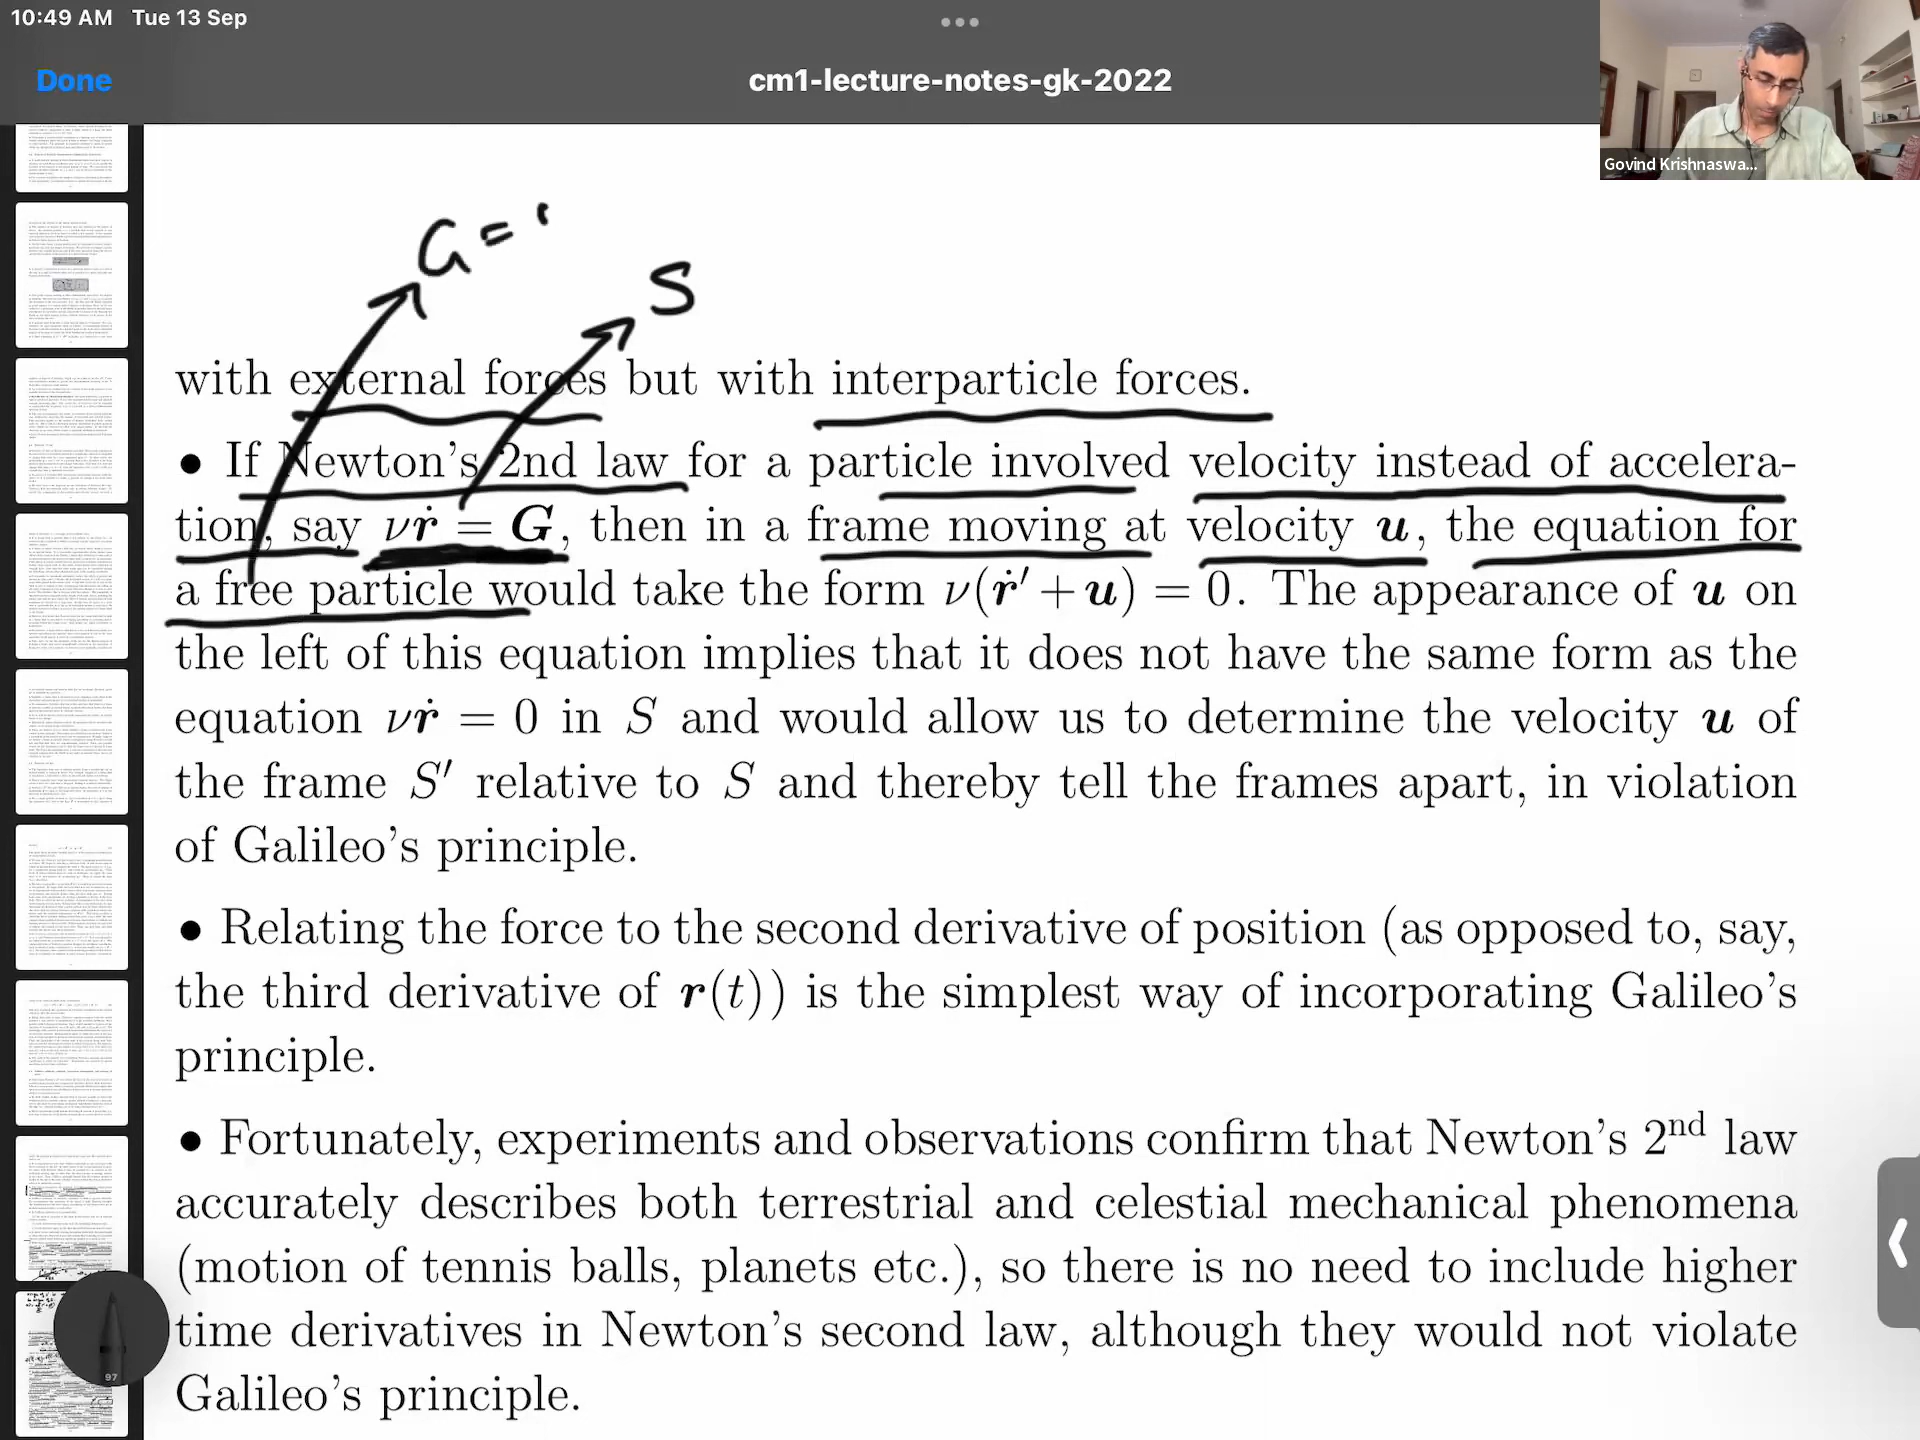 10:49 AM Tue 13 Sep
Done
cm1-lecture-notes-gk-2022
Govind Krishnaswa...
G =
S
with external forces but with interparticle forces.
• If Newton's 2nd law for a particle involved velocity instead of accelera-
tion, say νṙ = G, then in a frame moving at velocity u, the equation for
a free particle would take the form ν(ṙ′ + u) = 0. The appearance of u on
the left of this equation implies that it does not have the same form as the
equation νṙ = 0 in S and would allow us to determine the velocity u of
the frame S′ relative to S and thereby tell the frames apart, in violation
of Galileo's principle.
• Relating the force to the second derivative of position (as opposed to, say,
the third derivative of r(t)) is the simplest way of incorporating Galileo's
principle.
• Fortunately, experiments and observations confirm that Newton's 2nd law
accurately describes both terrestrial and celestial mechanical phenomena
(motion of tennis balls, planets etc.), so there is no need to include higher
time derivatives in Newton's second law, although they would not violate
Galileo's principle.
97